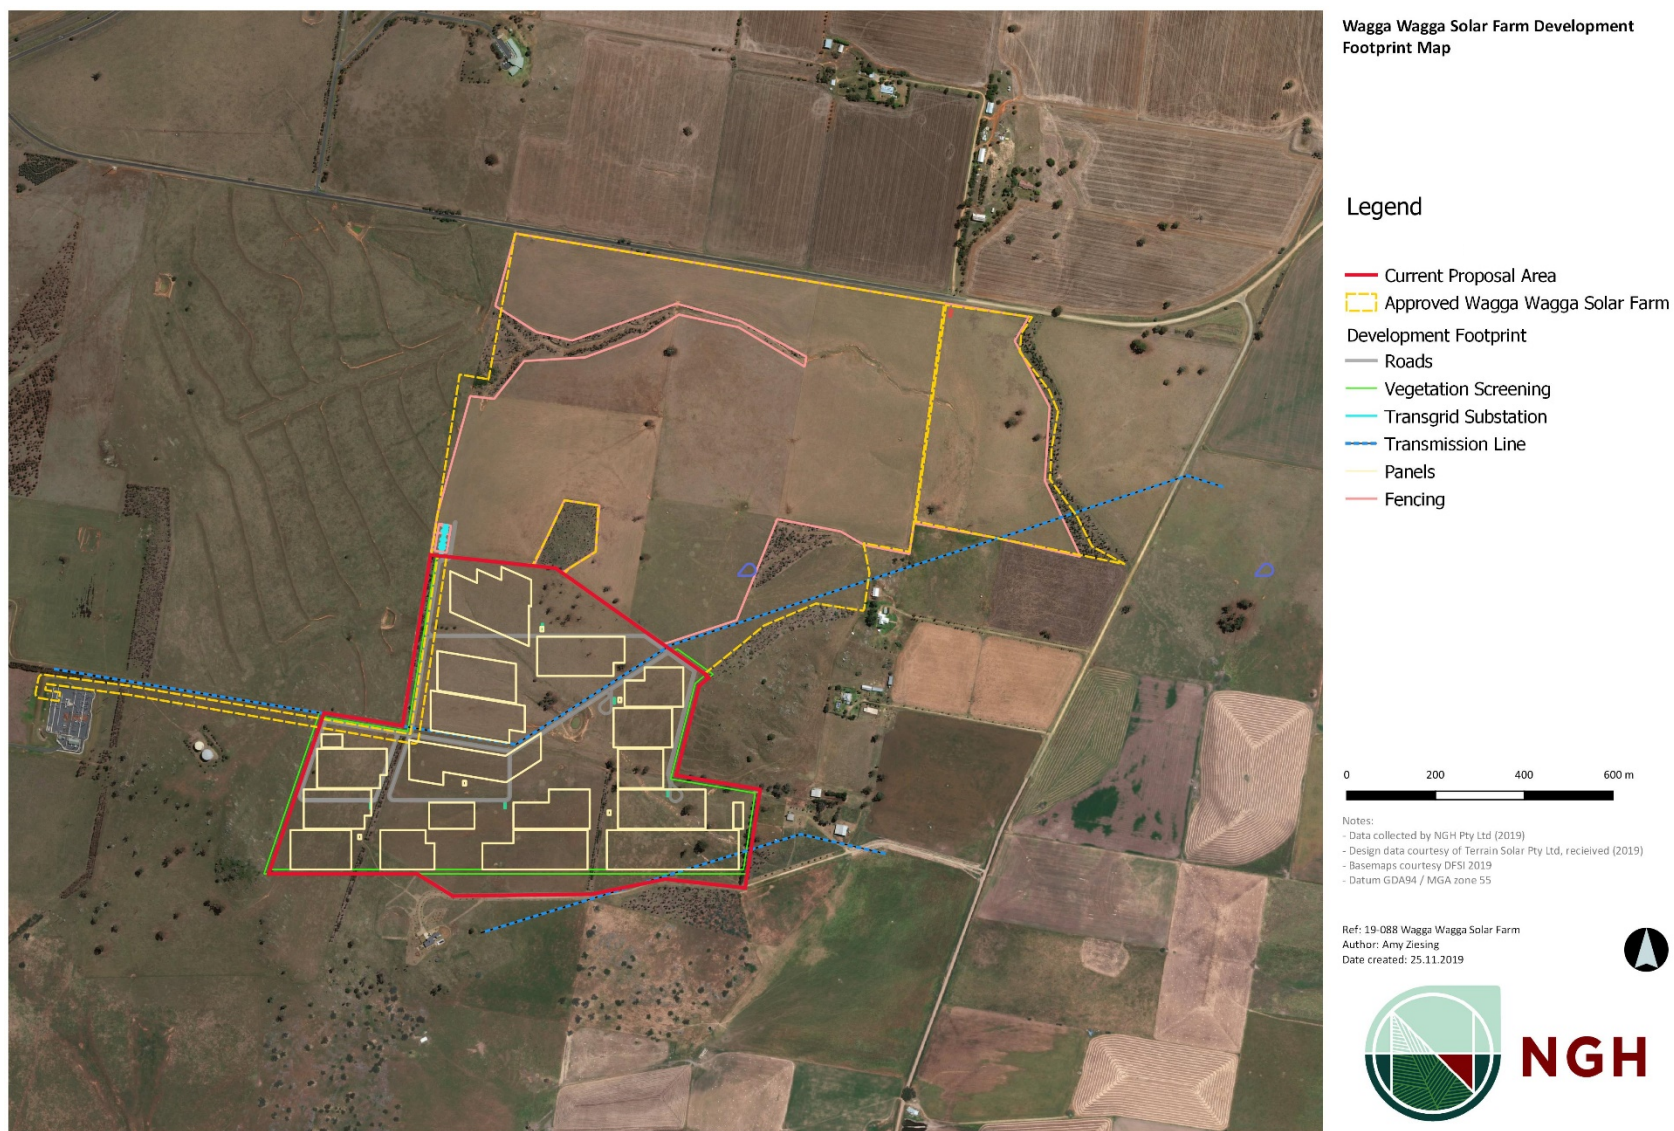 Wagga Wagga Solar Farm Development
Footprint Map
Legend
Current Proposal Area
Approved Wagga Wagga Solar Farm
Development Footprint
Roads
Vegetation Screening
Transgrid Substation
Transmission Line
Panels
Fencing
0 200 400 600 m
Notes:
- Data collected by NGH Pty Ltd (2019)
- Design data courtesy of Terrain Solar Pty Ltd, recieived (2019)
- Basemaps courtesy DFSI 2019
- Datum GDA94 / MGA zone 55
Ref: 19-088 Wagga Wagga Solar Farm
Author: Amy Ziesing
Date created: 25.11.2019
NGH